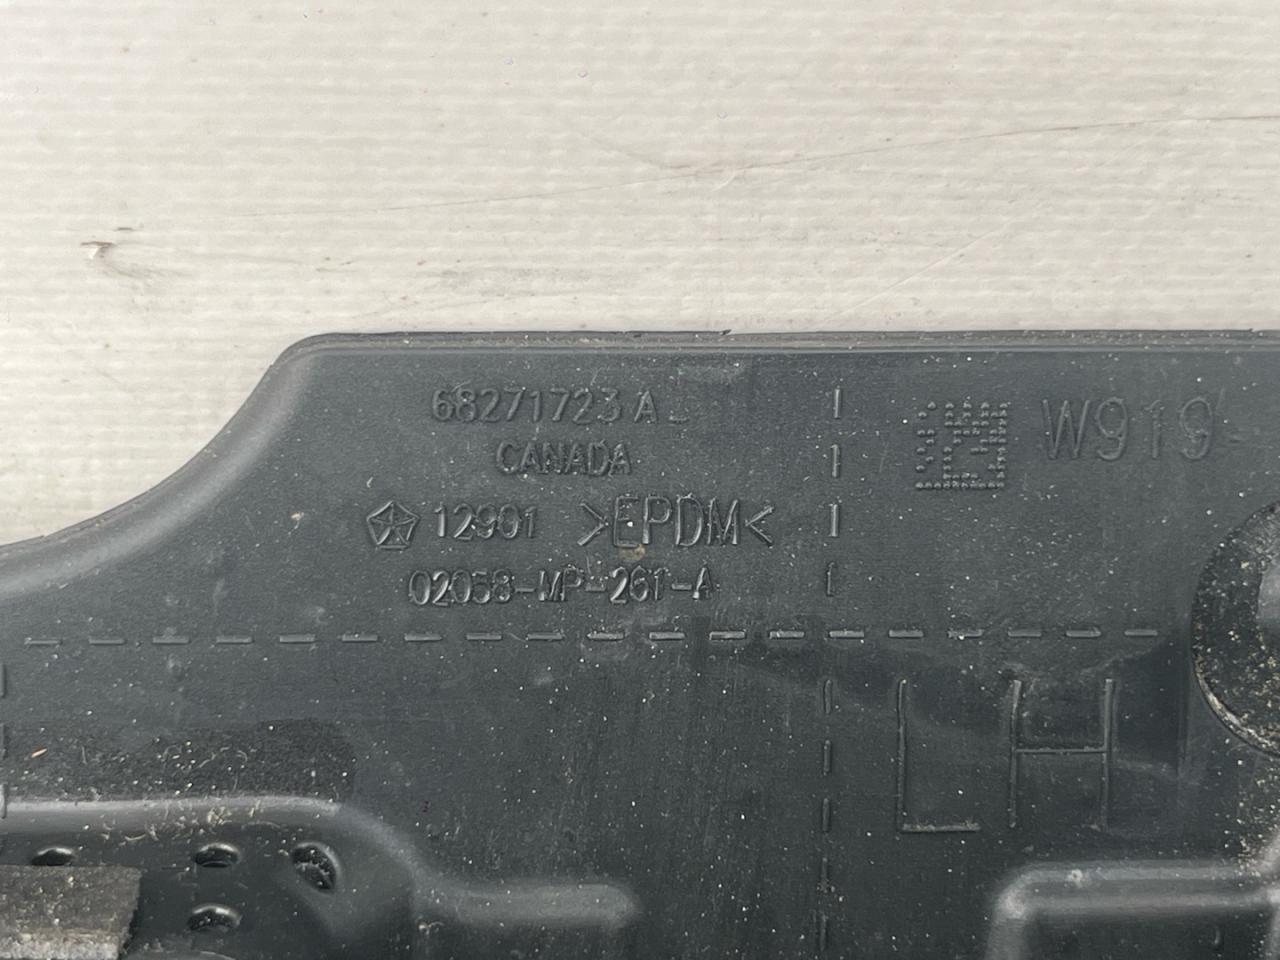 68271723 A
CANADA
12901 >EPDM<
02058-MP-261-A
W919
LH